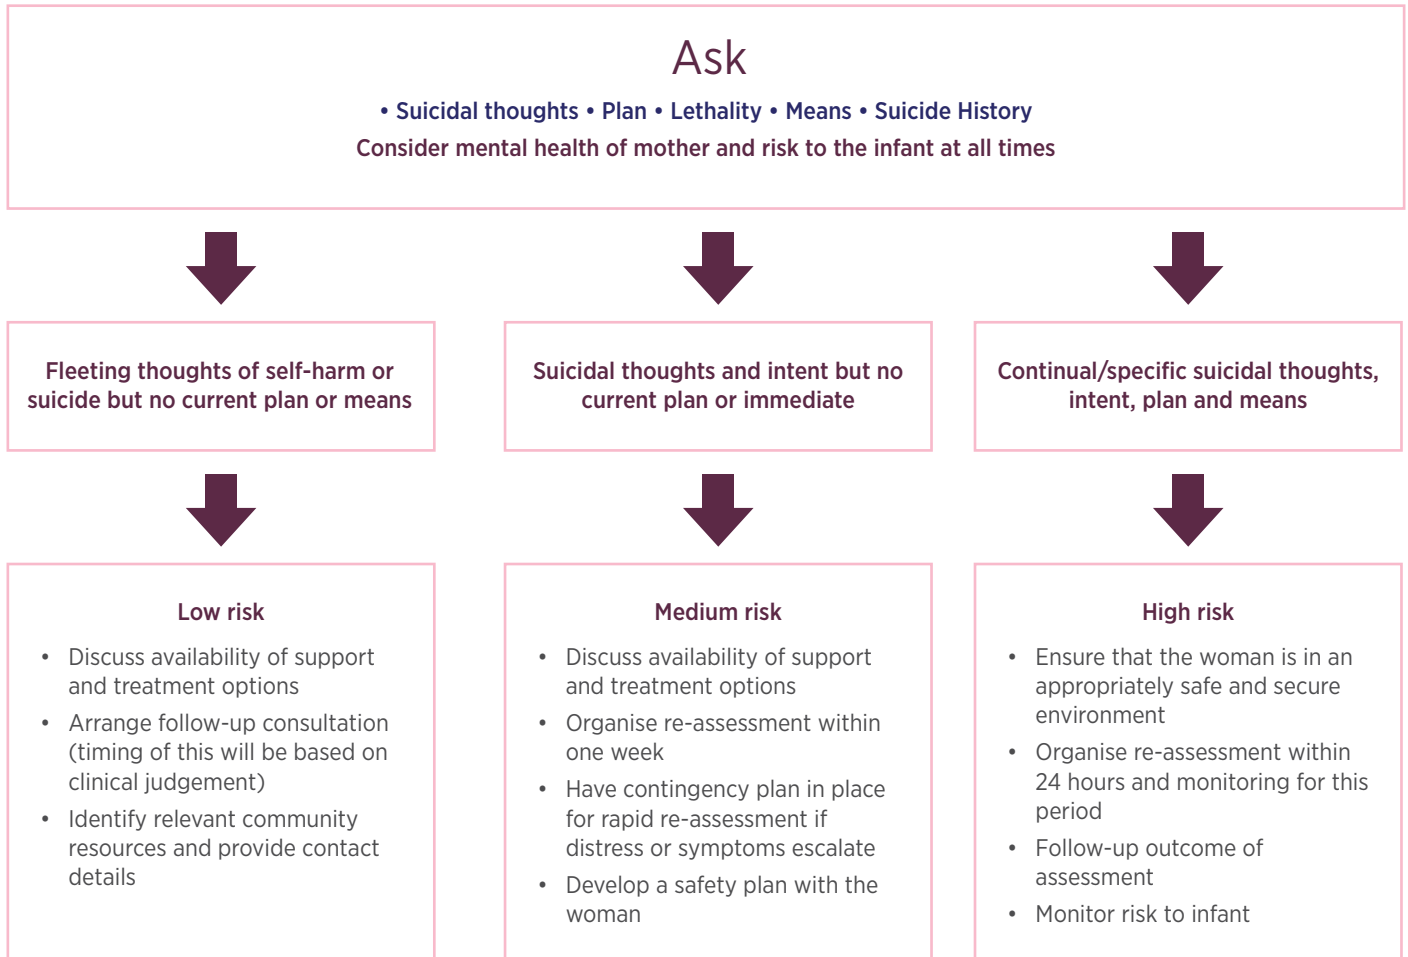 Ask
• Suicidal thoughts • Plan • Lethality • Means • Suicide History
Consider mental health of mother and risk to the infant at all times
Fleeting thoughts of self-harm or
suicide but no current plan or means
Suicidal thoughts and intent but no
current plan or immediate
Continual/specific suicidal thoughts,
intent, plan and means
Low risk
• Discuss availability of support
and treatment options
• Arrange follow-up consultation
(timing of this will be based on
clinical judgement)
• Identify relevant community
resources and provide contact
details
Medium risk
• Discuss availability of support
and treatment options
• Organise re-assessment within
one week
• Have contingency plan in place
for rapid re-assessment if
distress or symptoms escalate
• Develop a safety plan with the
woman
High risk
• Ensure that the woman is in an
appropriately safe and secure
environment
• Organise re-assessment within
24 hours and monitoring for this
period
• Follow-up outcome of
assessment
• Monitor risk to infant